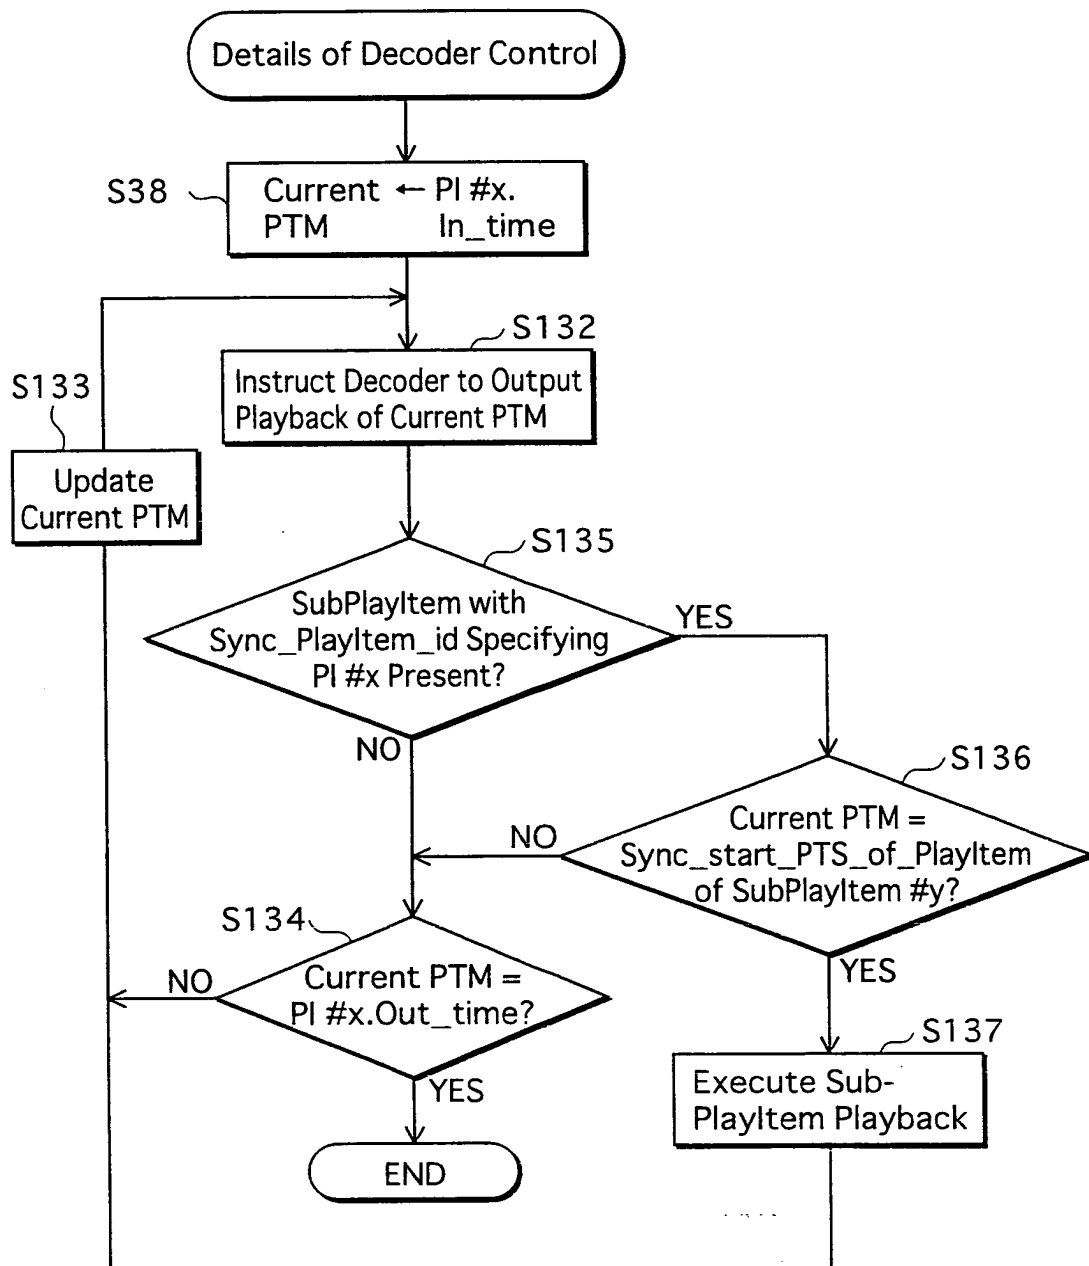 Details of Decoder Control
S38
Current ← PI #x.
PTM In_time
S132
Instruct Decoder to Output
Playback of Current PTM
S133
Update
Current PTM
S135
SubPlayItem with
Sync_PlayItem_id Specifying
PI #x Present?
YES
NO
S136
Current PTM =
Sync_start_PTS_of_PlayItem
of SubPlayItem #y?
NO
YES
S134
Current PTM =
PI #x.Out_time?
NO
YES
S137
Execute Sub-
PlayItem Playback
END